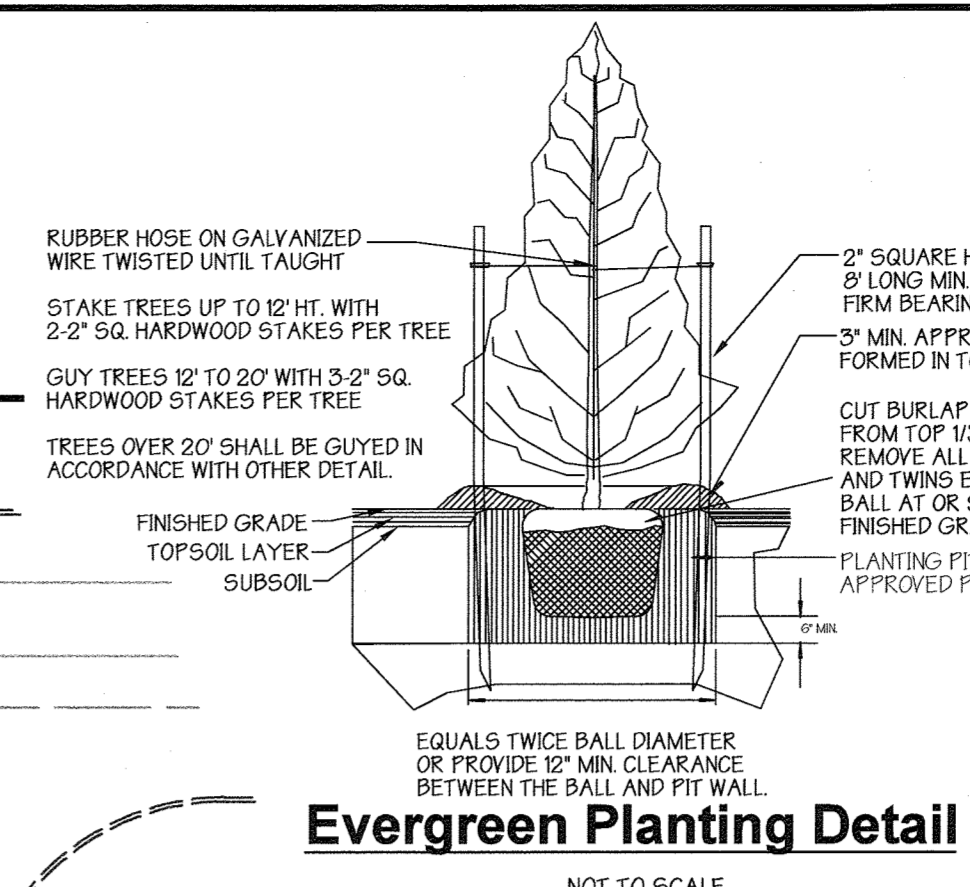 RUBBER HOSE ON GALVANIZED
WIRE TWISTED UNTIL TAUGHT
STAKE TREES UP TO 12' HT. WITH
2-2" SQ. HARDWOOD STAKES PER TREE
GUY TREES 12' TO 20' WITH 3-2" SQ.
HARDWOOD STAKES PER TREE
TREES OVER 20' SHALL BE GUYED IN
ACCORDANCE WITH OTHER DETAIL.
FINISHED GRADE
TOPSOIL LAYER
SUBSOIL
2" SQUARE
8' LONG MIN.
FIRM
3" MIN.
FORMED IN
CUT BURLAP
FROM TOP
REMOVE ALL
AND TWINS
BALL AT OR
FINISHED
PLANTING
APPROVED
6" MIN.
EQUALS TWICE BALL DIAMETER
OR PROVIDE 12" MIN. CLEARANCE
BETWEEN THE BALL AND PIT WALL.
Evergreen Planting Detail
NOT TO SCALE